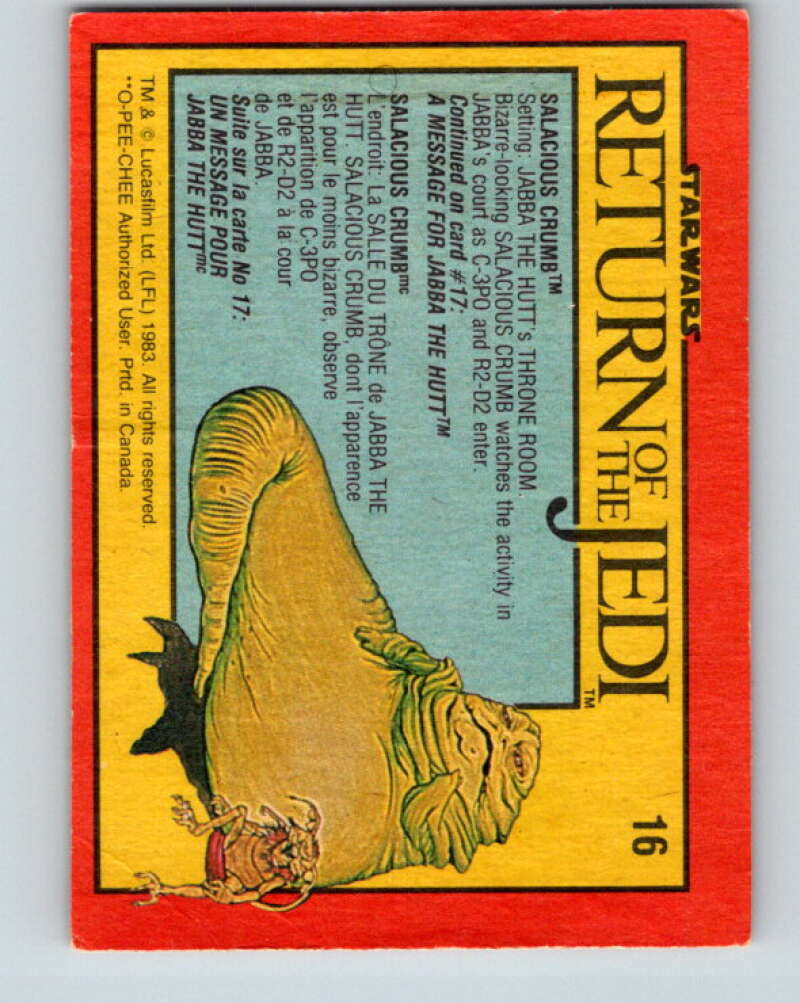 STAR WARS
RETURN OF THE JEDI™
16
SALACIOUS CRUMB™
Setting: JABBA THE HUTT's THRONE ROOM.
Bizarre-looking SALACIOUS CRUMB watches the activity in
JABBA's court as C-3PO and R2-D2 enter.
Continued on card #17:
A MESSAGE FOR JABBA THE HUTT™
SALACIOUS CRUMBmc
L'endroit: La SALLE DU TRÔNE de JABBA THE
HUTT. SALACIOUS CRUMB, dont l'apparence
est pour le moins bizarre, observe
l'apparition de C-3PO
et de R2-D2 à la cour
de JABBA.
Suite sur la carte No 17:
UN MESSAGE POUR
JABBA THE HUTTmc
TM & © Lucasfilm Ltd. (LFL) 1983. All rights reserved.
**O-PEE-CHEE Authorized User. Prtd. in Canada.